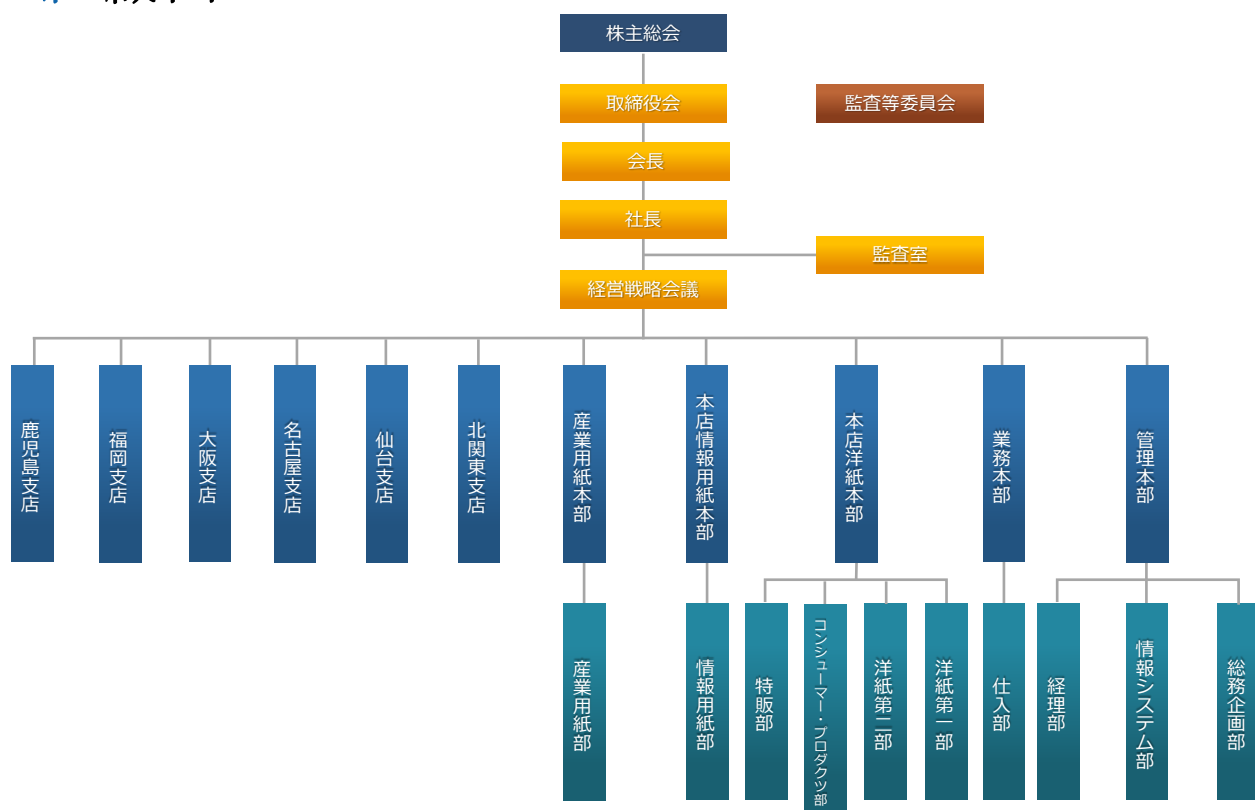 株主総会
取締役会
監査等委員会
会長
社長
監査室
経営戦略会議
鹿児島支店
福岡支店
大阪支店
名古屋支店
仙台支店
北関東支店
産業用紙本部
本店情報用紙本部
本店洋紙本部
業務本部
管理本部
産業用紙部
情報用紙部
特販部
コンシューマー・プロダクツ部
洋紙第二部
洋紙第一部
仕入部
経理部
情報システム部
総務企画部